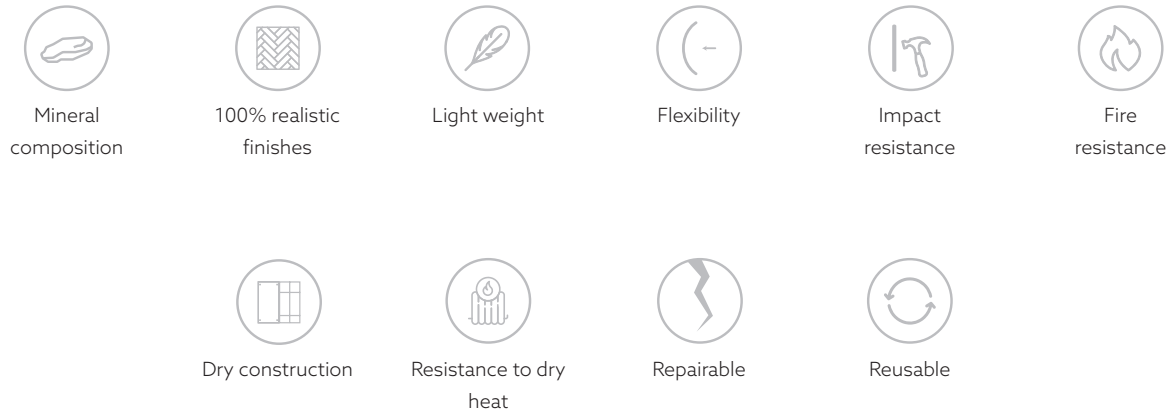 Mineral
composition
100% realistic
finishes
Light weight
Flexibility
Impact
resistance
Fire
resistance
Dry construction
Resistance to dry
heat
Repairable
Reusable